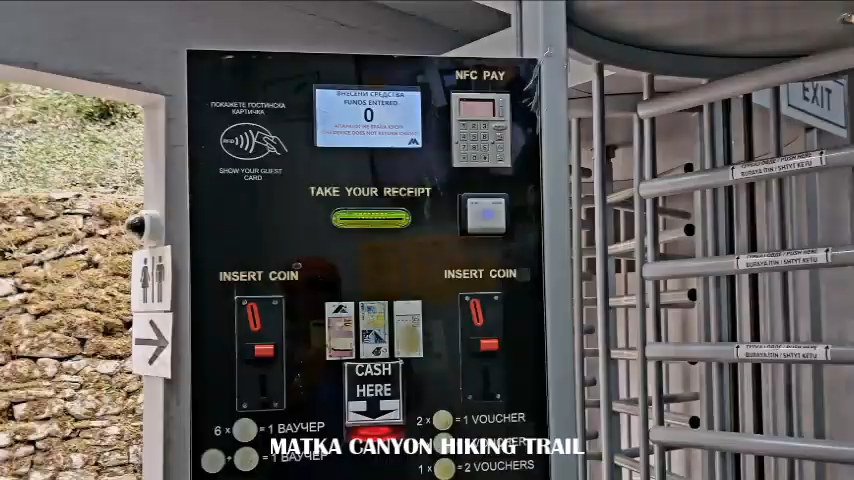 NFC PAY
ПОКАЖЕТЕ ГОСТИНСКА
КАРТИЧКА
ВНЕСЕНИ СРЕДСТВА
FUNDS ENTERED
0
SHOW YOUR GUEST
CARD
TAKE YOUR RECEIPT
INSERT COIN
INSERT COIN
CASH
HERE
6 × = 1 ВАУЧЕР
+ = 1 ВАУЧЕР
2 × = 1 VOUCHER
1 × = 2 VOUCHERS
EXIT
MATKA CANYON HIKING TRAIL